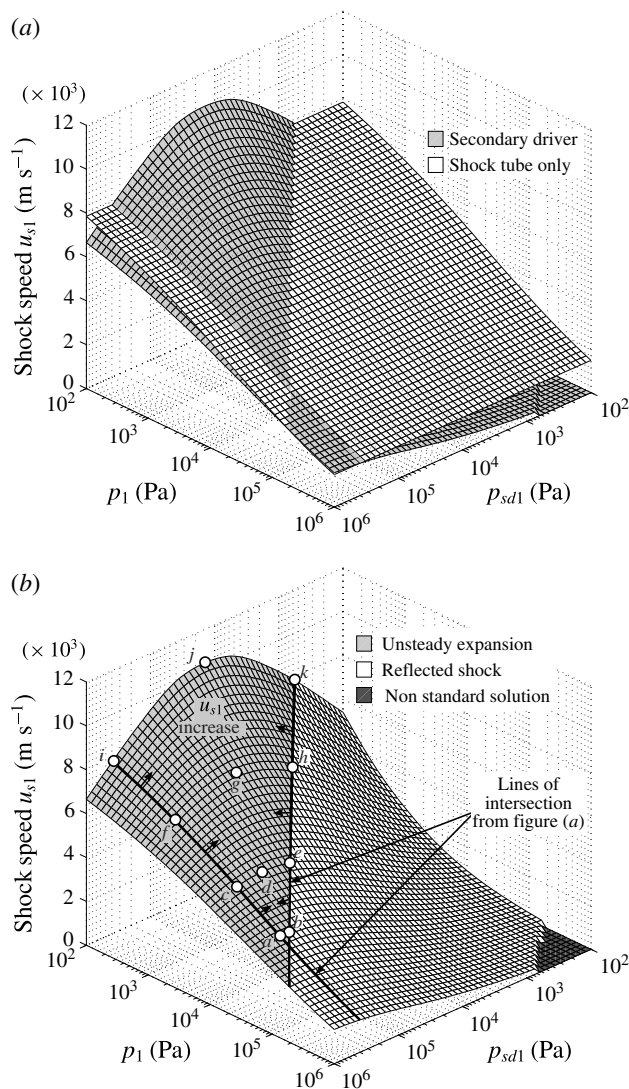 (a)
(× 10³)
12
10
8
6
4
2
0
Shock speed u_s1 (m s⁻¹)
Secondary driver
Shock tube only
10²
10³
10⁴
10⁵
10⁶
p₁ (Pa)
10⁶
10⁵
10⁴
10³
10²
p_sd1 (Pa)
(b)
(× 10³)
12
10
8
6
4
2
0
Shock speed u_s1 (m s⁻¹)
Unsteady expansion
Reflected shock
Non standard solution
j
k
u_s1
increase
i
h
g
f
Lines of
intersection
from figure (a)
e
d
c
b
a
10²
10³
10⁴
10⁵
10⁶
p₁ (Pa)
10⁶
10⁵
10⁴
10³
10²
p_sd1 (Pa)